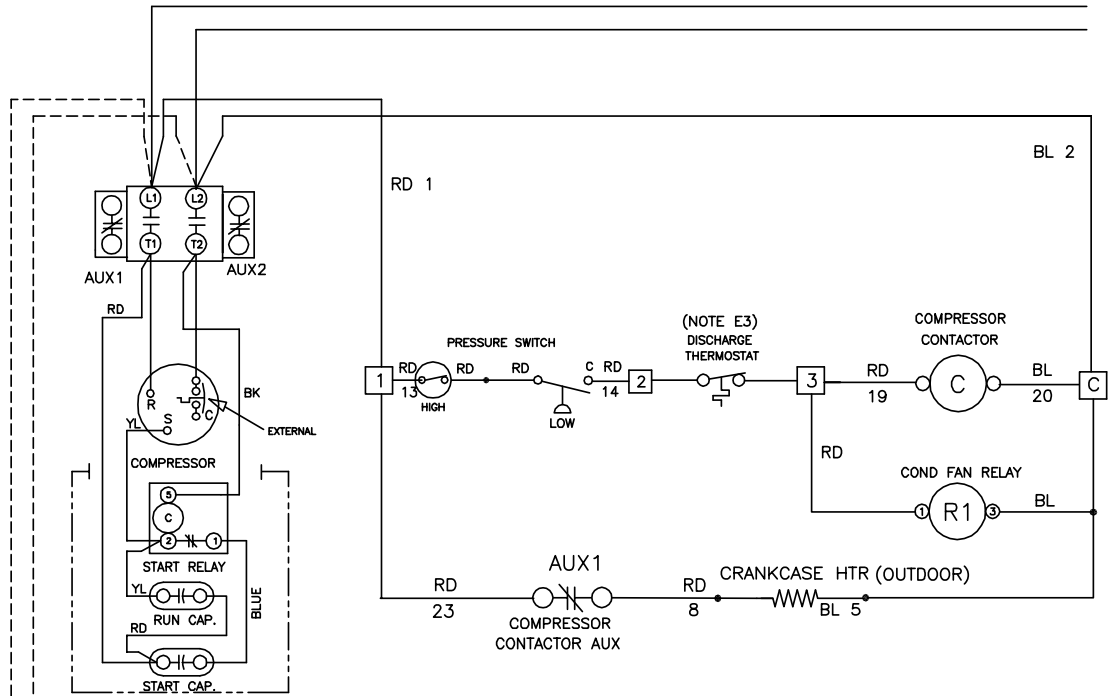 BL 2
RD 1
L1
L2
T1
T2
AUX1
AUX2
RD
(NOTE E3)
DISCHARGE
THERMOSTAT
COMPRESSOR
CONTACTOR
PRESSURE SWITCH
1
RD
13
HIGH
RD
RD
LOW
C
RD
14
2
3
RD
19
C
BL
20
C
R
S
C
BK
YL
EXTERNAL
COMPRESSOR
RD
COND FAN RELAY
1
R1
3
BL
5
C
2
1
START RELAY
YL
RUN CAP.
BLUE
RD
START CAP.
RD
23
AUX1
COMPRESSOR
CONTACTOR AUX
RD
8
CRANKCASE HTR (OUTDOOR)
BL 5